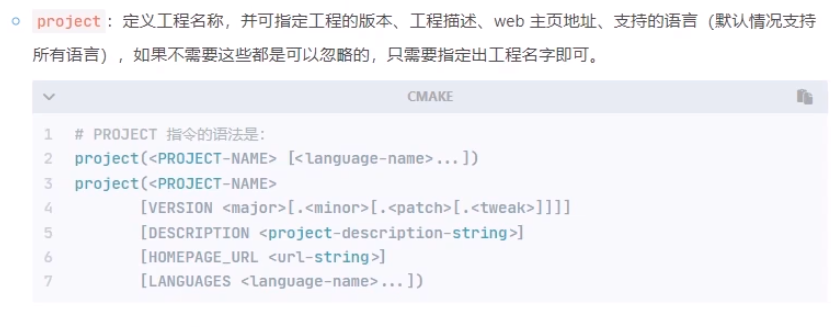 project：定义工程名称，并可指定工程的版本、工程描述、web 主页地址、支持的语言（默认情况支持
所有语言），如果不需要这些都是可以忽略的，只需要指定出工程名字即可。
CMAKE
1 # PROJECT 指令的语法是：
2 project(<PROJECT-NAME> [<language-name>...])
3 project(<PROJECT-NAME>
4 [VERSION <major>[.<minor>[.<patch>[.<tweak>]]]]
5 [DESCRIPTION <project-description-string>]
6 [HOMEPAGE_URL <url-string>]
7 [LANGUAGES <language-name>...])